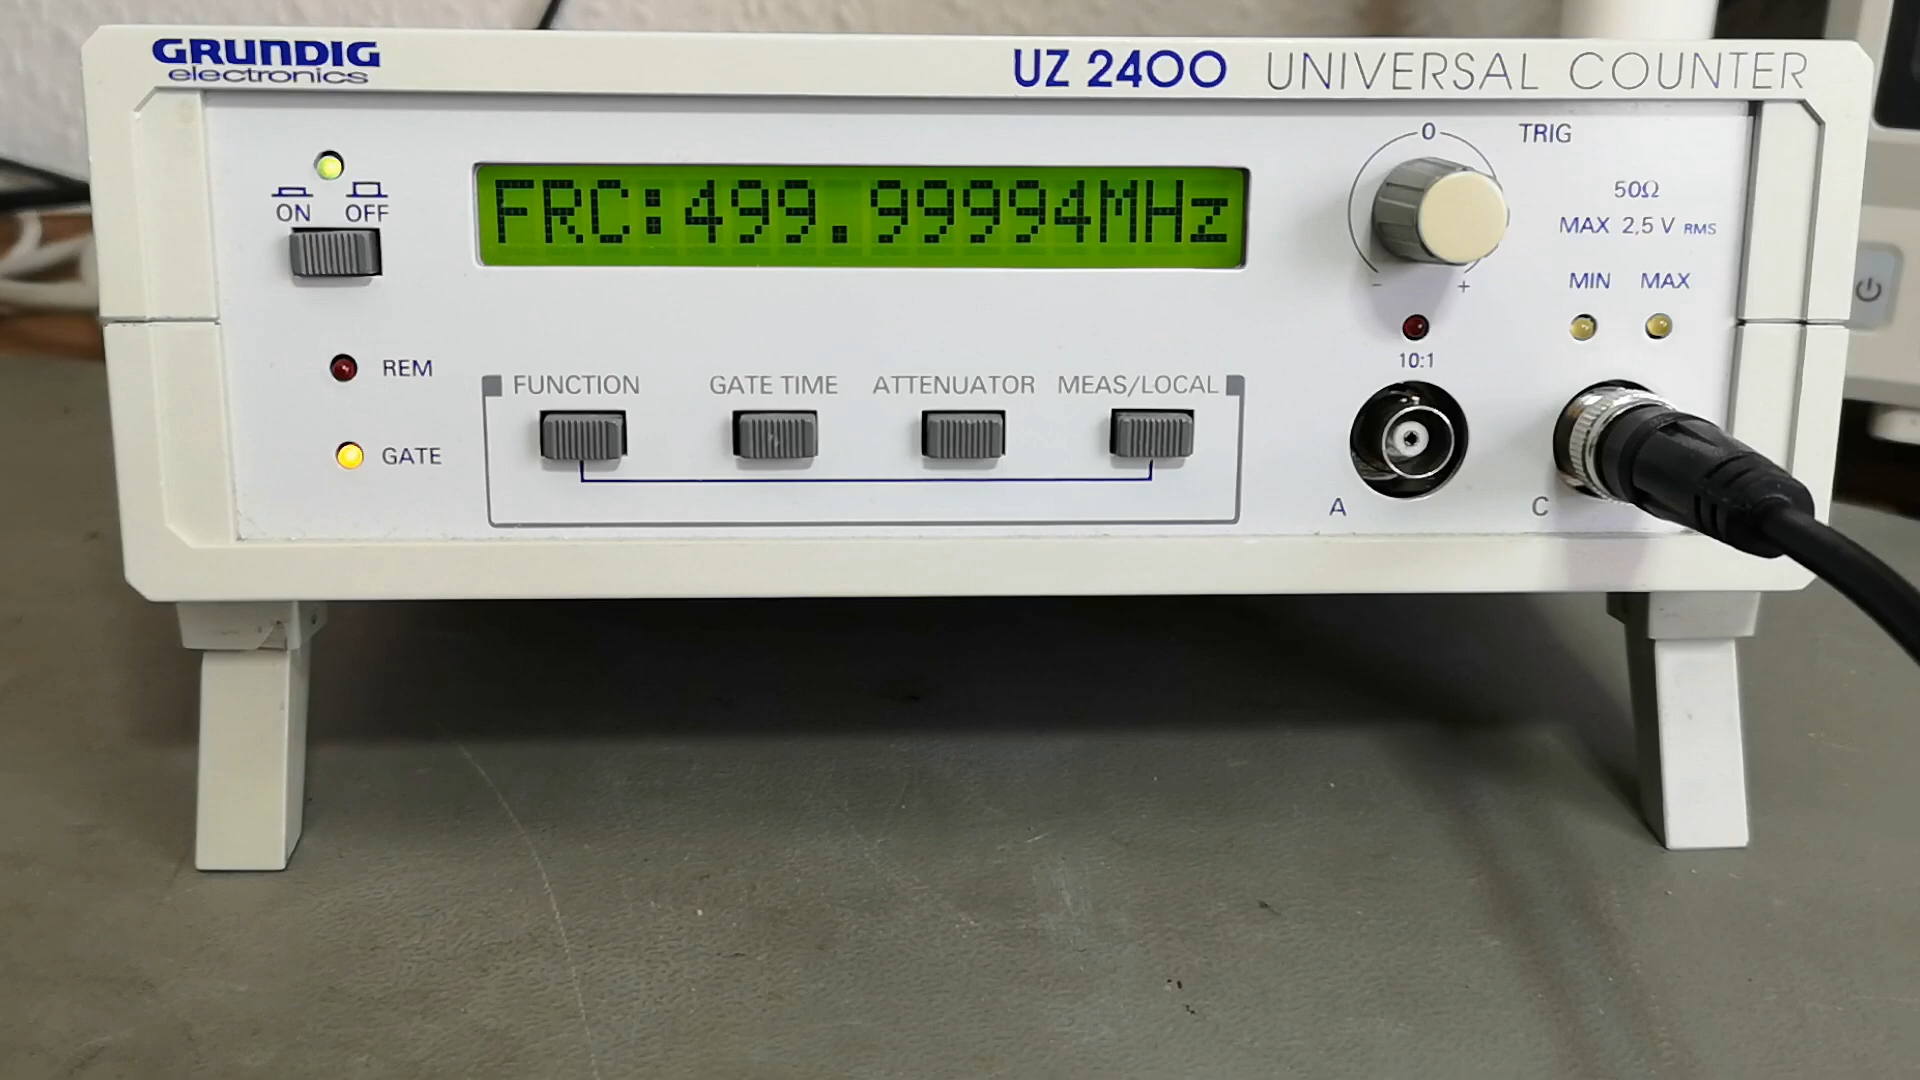 GRUNDIG
electronics
UZ 2400 UNIVERSAL COUNTER
ON OFF
FRC:499.99994MHz
0
TRIG
- +
50Ω
MAX 2,5 V RMS
MIN MAX
10:1
REM
GATE
FUNCTION GATE TIME ATTENUATOR MEAS/LOCAL
A
C